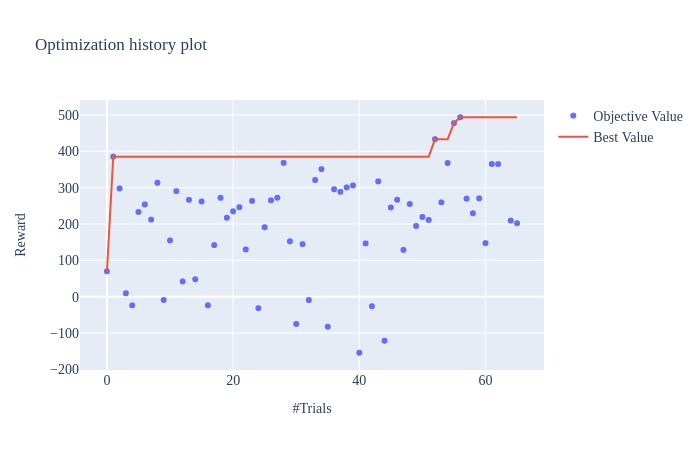 Optimization history plot
Objective Value
Best Value
Reward
500
400
300
200
100
0
−100
−200
0
20
40
60
#Trials